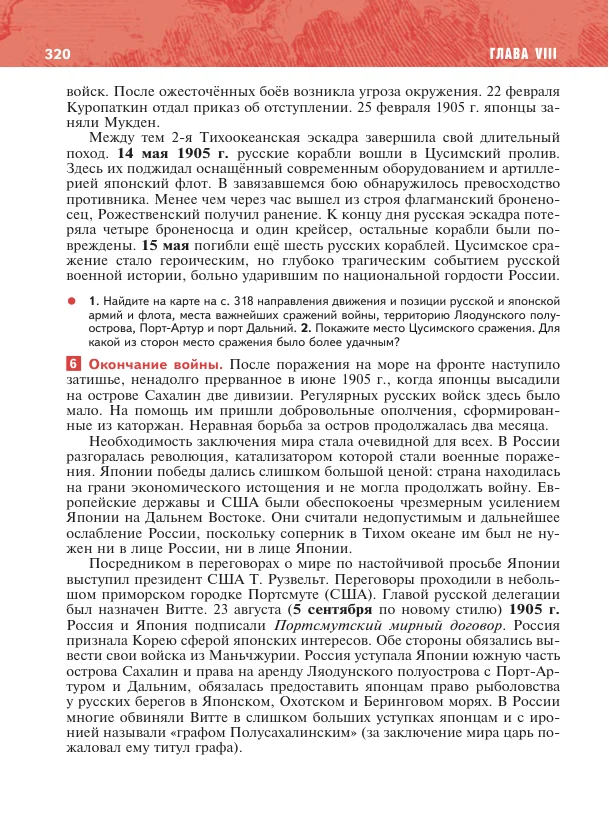 320
ГЛАВА VIII
войск. После ожесточённых боёв возникла угроза окружения. 22 февраля
Куропаткин отдал приказ об отступлении. 25 февраля 1905 г. японцы за-
няли Мукден.
Между тем 2-я Тихоокеанская эскадра завершила свой длительный
поход. 14 мая 1905 г. русские корабли вошли в Цусимский пролив.
Здесь их поджидал оснащённый современным оборудованием и артилле-
рией японский флот. В завязавшемся бою обнаружилось превосходство
противника. Менее чем через час вышел из строя флагманский бронено-
сец, Рожественский получил ранение. К концу дня русская эскадра поте-
ряла четыре броненосца и один крейсер, остальные корабли были по-
вреждены. 15 мая погибли ещё шесть русских кораблей. Цусимское сра-
жение стало героическим, но глубоко трагическим событием русской
военной истории, больно ударившим по национальной гордости России.
● 1. Найдите на карте на с. 318 направления движения и позиции русской и японской
армий и флота, места важнейших сражений войны, территорию Ляодунского полу-
острова, Порт-Артур и порт Дальний. 2. Покажите место Цусимского сражения. Для
какой из сторон место сражения было более удачным?
6 Окончание войны. После поражения на море на фронте наступило
затишье, ненадолго прерванное в июне 1905 г., когда японцы высадили
на острове Сахалин две дивизии. Регулярных русских войск здесь было
мало. На помощь им пришли добровольные ополчения, сформирован-
ные из каторжан. Неравная борьба за остров продолжалась два месяца.
Необходимость заключения мира стала очевидной для всех. В России
разгоралась революция, катализатором которой стали военные пораже-
ния. Японии победы дались слишком большой ценой: страна находилась
на грани экономического истощения и не могла продолжать войну. Ев-
ропейские державы и США были обеспокоены чрезмерным усилением
Японии на Дальнем Востоке. Они считали недопустимым и дальнейшее
ослабление России, поскольку соперник в Тихом океане им был не ну-
жен ни в лице России, ни в лице Японии.
Посредником в переговорах о мире по настойчивой просьбе Японии
выступил президент США Т. Рузвельт. Переговоры проходили в неболь-
шом приморском городке Портсмуте (США). Главой русской делегации
был назначен Витте. 23 августа (5 сентября по новому стилю) 1905 г.
Россия и Япония подписали Портсмутский мирный договор. Россия
признала Корею сферой японских интересов. Обе стороны обязались вы-
вести свои войска из Маньчжурии. Россия уступала Японии южную часть
острова Сахалин и права на аренду Ляодунского полуострова с Порт-Ар-
туром и Дальним, обязалась предоставить японцам право рыболовства
у русских берегов в Японском, Охотском и Беринговом морях. В России
многие обвиняли Витте в слишком больших уступках японцам и с иро-
нией называли «графом Полусахалинским» (за заключение мира царь по-
жаловал ему титул графа).